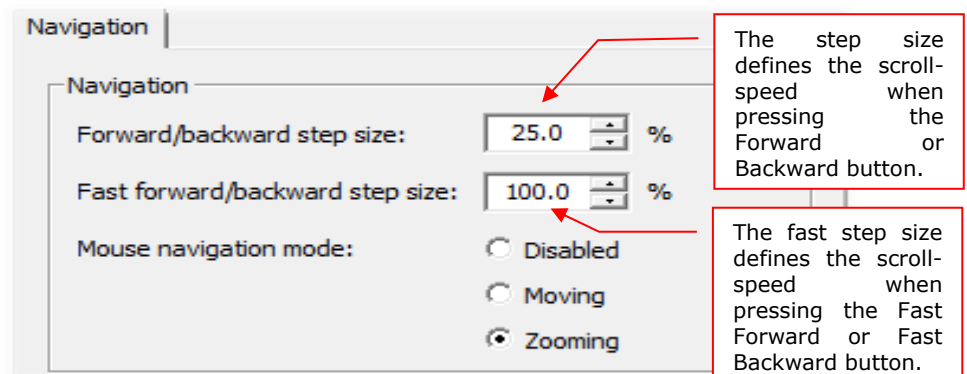 Navigation
Navigation
Forward/backward step size:
25.0
%
Fast forward/backward step size:
100.0
%
Mouse navigation mode:
Disabled
Moving
Zooming
The step size
defines the scroll-
speed when
pressing the
Forward or
Backward button.
The fast step size
defines the scroll-
speed when
pressing the Fast
Forward or Fast
Backward button.